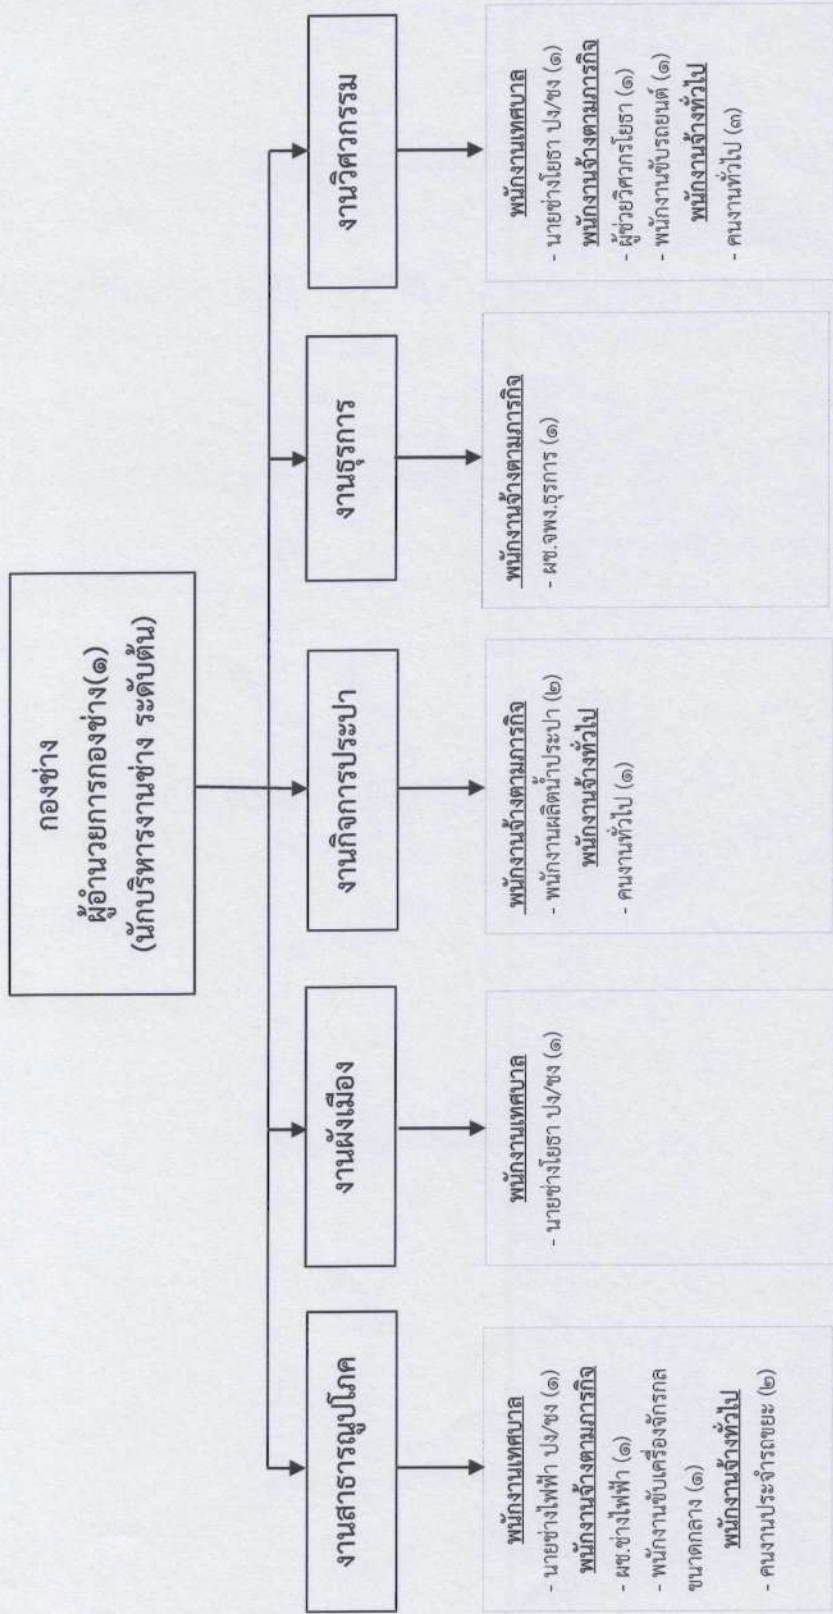 กองช่าง
ผู้อำนวยการกองช่าง(๑)
(นักบริหารงานช่าง ระดับต้น)
งานสาธารณูปโภค
งานผังเมือง
งานกิจการประปา
งานธุรการ
งานวิศวกรรม
พนักงานเทศบาล
- นายช่างไฟฟ้า ปง/ชง (๑)
พนักงานจ้างตามภารกิจ
- ผช.ช่างไฟฟ้า (๑)
- พนักงานขับเครื่องจักรกล
ขนาดกลาง (๑)
พนักงานจ้างทั่วไป
- คนงานประจำรถขยะ (๒)
พนักงานเทศบาล
- นายช่างโยธา ปง/ชง (๑)
พนักงานจ้างตามภารกิจ
- พนักงานผลิตน้ำประปา (๒)
พนักงานจ้างทั่วไป
- คนงานทั่วไป (๑)
พนักงานจ้างตามภารกิจ
- ผช.จพง.ธุรการ (๑)
พนักงานเทศบาล
- นายช่างโยธา ปง/ชง (๑)
พนักงานจ้างตามภารกิจ
- ผู้ช่วยวิศวกรโยธา (๑)
- พนักงานขับรถยนต์ (๑)
พนักงานจ้างทั่วไป
- คนงานทั่วไป (๓)